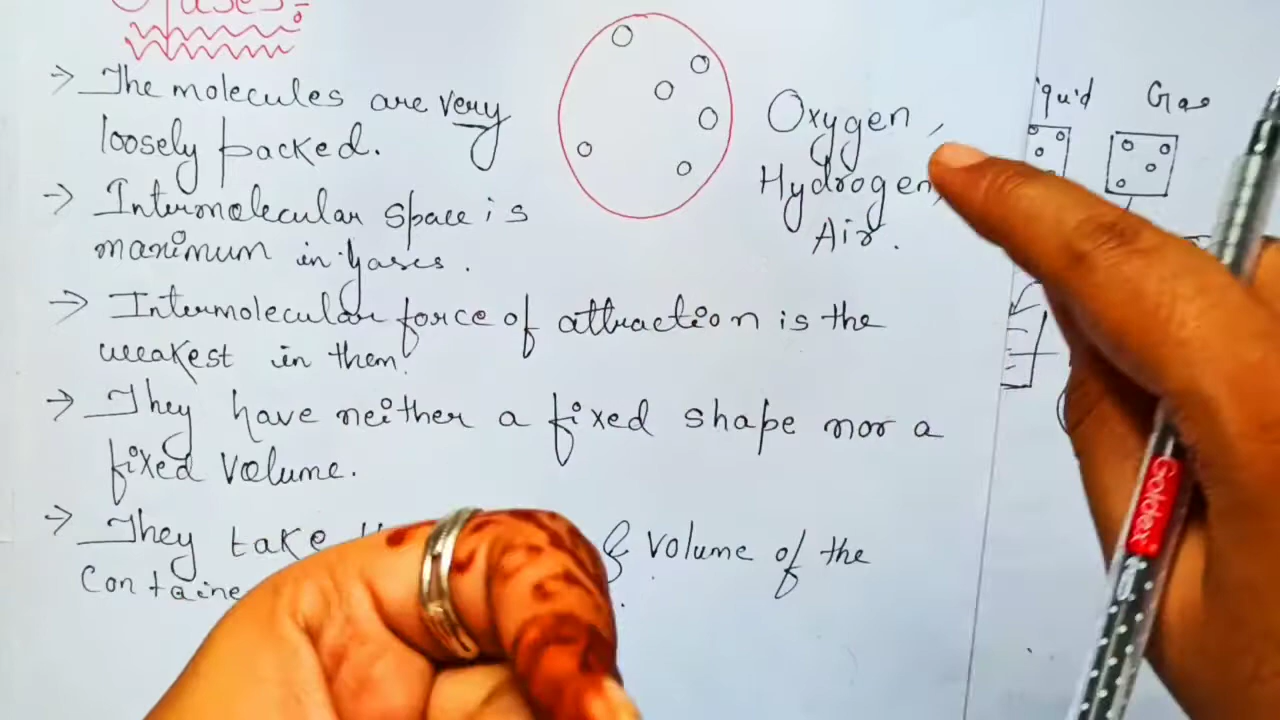 Gases:
→ The molecules are very
loosely packed.
→ Intermolecular space is
maximum in gases.
→ Intermolecular force of attraction is the
weakest in them.
→ They have neither a fixed shape nor a
fixed volume.
→ They take & volume of the
Containe
Oxygen,
Hydrogen,
Air.
iquid Gas
Goldex